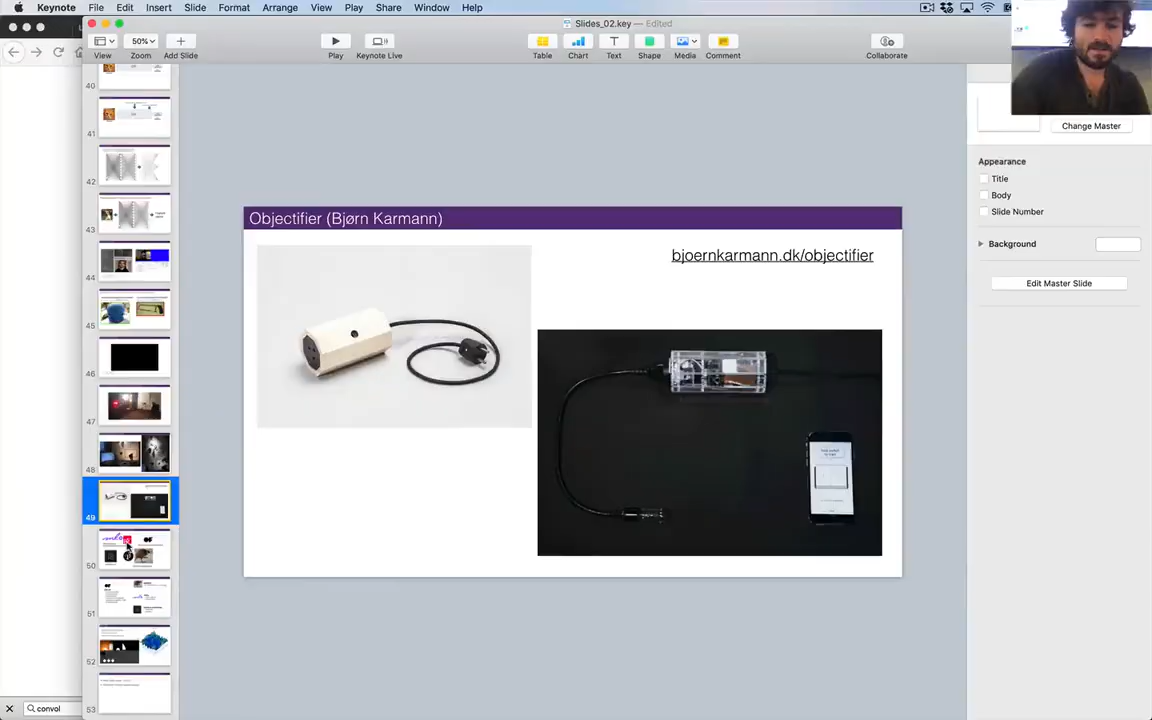 Keynote File Edit Insert Slide Format Arrange View Play Share Window Help
Slides_02.key — Edited
50%
View Zoom Add Slide Play Keynote Live Table Chart Text Shape Media Comment Collaborate
Change Master
Appearance
Title
Body
Slide Number
Background
Edit Master Slide
40
41
42
43
44
45
46
47
48
49
50
51
52
53
Objectifier (Bjørn Karmann)
bjoernkarmann.dk/objectifier
convol